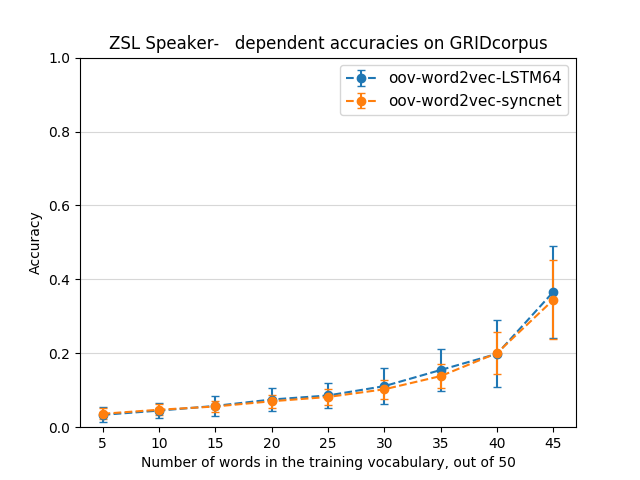 ZSL Speaker-   dependent accuracies on GRIDcorpus
oov-word2vec-LSTM64
oov-word2vec-syncnet
1.0
0.8
0.6
0.4
0.2
0.0
Accuracy
5 10 15 20 25 30 35 40 45
Number of words in the training vocabulary, out of 50